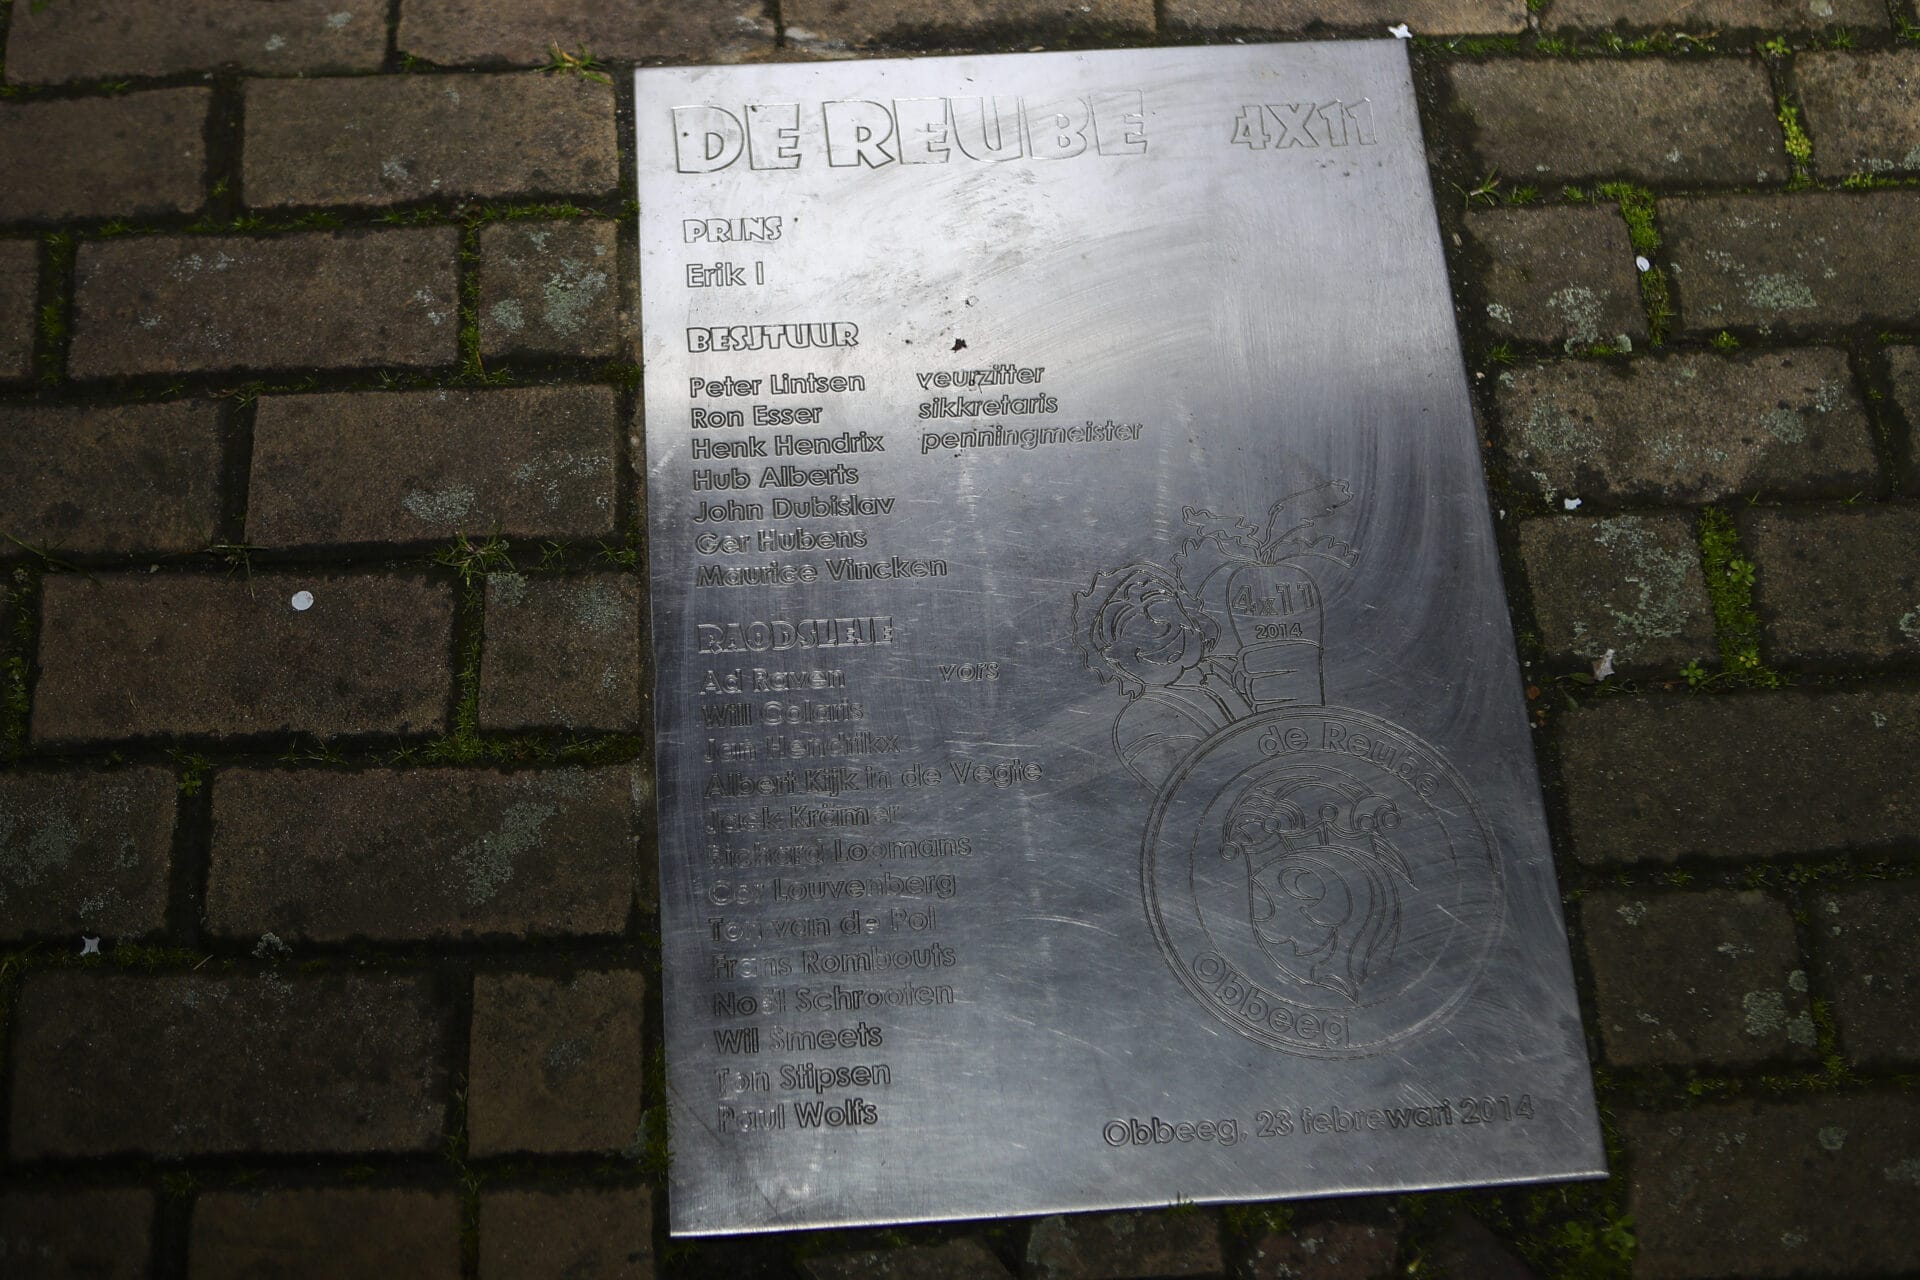 DE REUBE 4X11
PRINS
Erik I
BESJTUUR
Peter Lintsen veurzitter
Ron Esser sikkretaris
Henk Hendrix penningmeister
Hub Alberts
John Dubislav
Ger Hubens
Maurice Vincken
RAODSLEJE
Ad Raven vors
Will Colaris
Jan Hendrikx
Albert Kijk in de Vegte
Jack Krämer
Richard Loomans
Ger Louvenberg
Ton van de Pol
Frans Rombouts
Noël Schrooten
Wil Smeets
Ton Stipsen
Paul Wolfs
4x11
2014
de Reube
Obbeeg
Obbeeg, 23 febrewari 2014